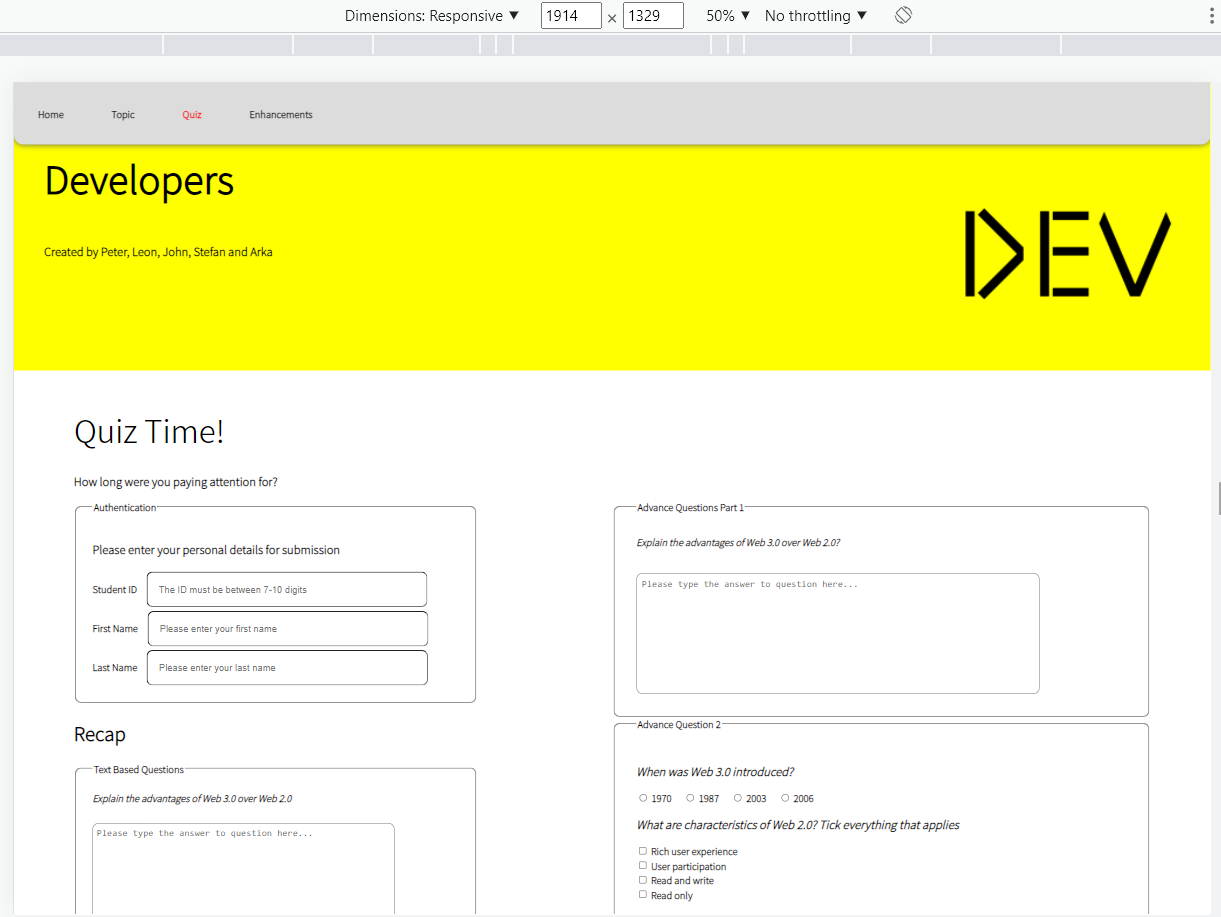 Dimensions: Responsive ▼ 1914 × 1329 50% ▼ No throttling ▼
Home Topic Quiz Enhancements
Developers
DEV
Created by Peter, Leon, John, Stefan and Arka
Quiz Time!
How long were you paying attention for?
Authentication
Please enter your personal details for submission
Student ID The ID must be between 7-10 digits
First Name Please enter your first name
Last Name Please enter your last name
Recap
Text Based Questions
Explain the advantages of Web 3.0 over Web 2.0
Please type the answer to question here...
Advance Questions Part 1
Explain the advantages of Web 3.0 over Web 2.0?
Please type the answer to question here...
Advance Question 2
When was Web 3.0 introduced?
1970 1987 2003 2006
What are characteristics of Web 2.0? Tick everything that applies
Rich user experience
User participation
Read and write
Read only